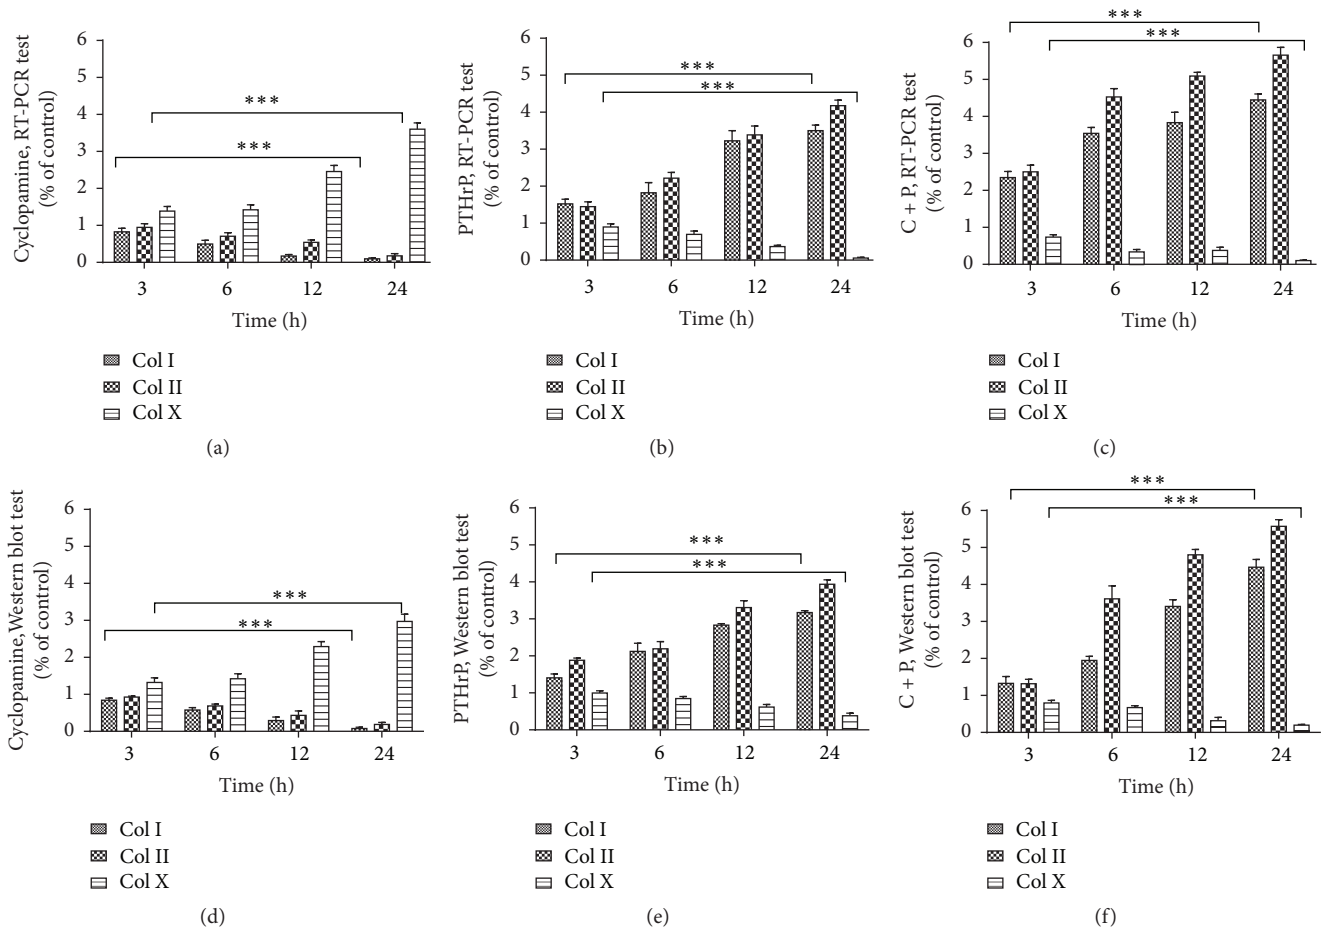 Cyclopamine, RT-PCR test
(% of control)
6
5
4
3
2
1
0
***
***
3 6 12 24
Time (h)
Col I
Col II
Col X
(a)
PTHrP, RT-PCR test
(% of control)
6
5
4
3
2
1
0
***
***
3 6 12 24
Time (h)
Col I
Col II
Col X
(b)
C + P, RT-PCR test
(% of control)
6
5
4
3
2
1
0
***
***
3 6 12 24
Time (h)
Col I
Col II
Col X
(c)
Cyclopamine, Western blot test
(% of control)
6
5
4
3
2
1
0
***
***
3 6 12 24
Time (h)
Col I
Col II
Col X
(d)
PTHrP, Western blot test
(% of control)
6
5
4
3
2
1
0
***
***
3 6 12 24
Time (h)
Col I
Col II
Col X
(e)
C + P, Western blot test
(% of control)
6
5
4
3
2
1
0
***
***
3 6 12 24
Time (h)
Col I
Col II
Col X
(f)